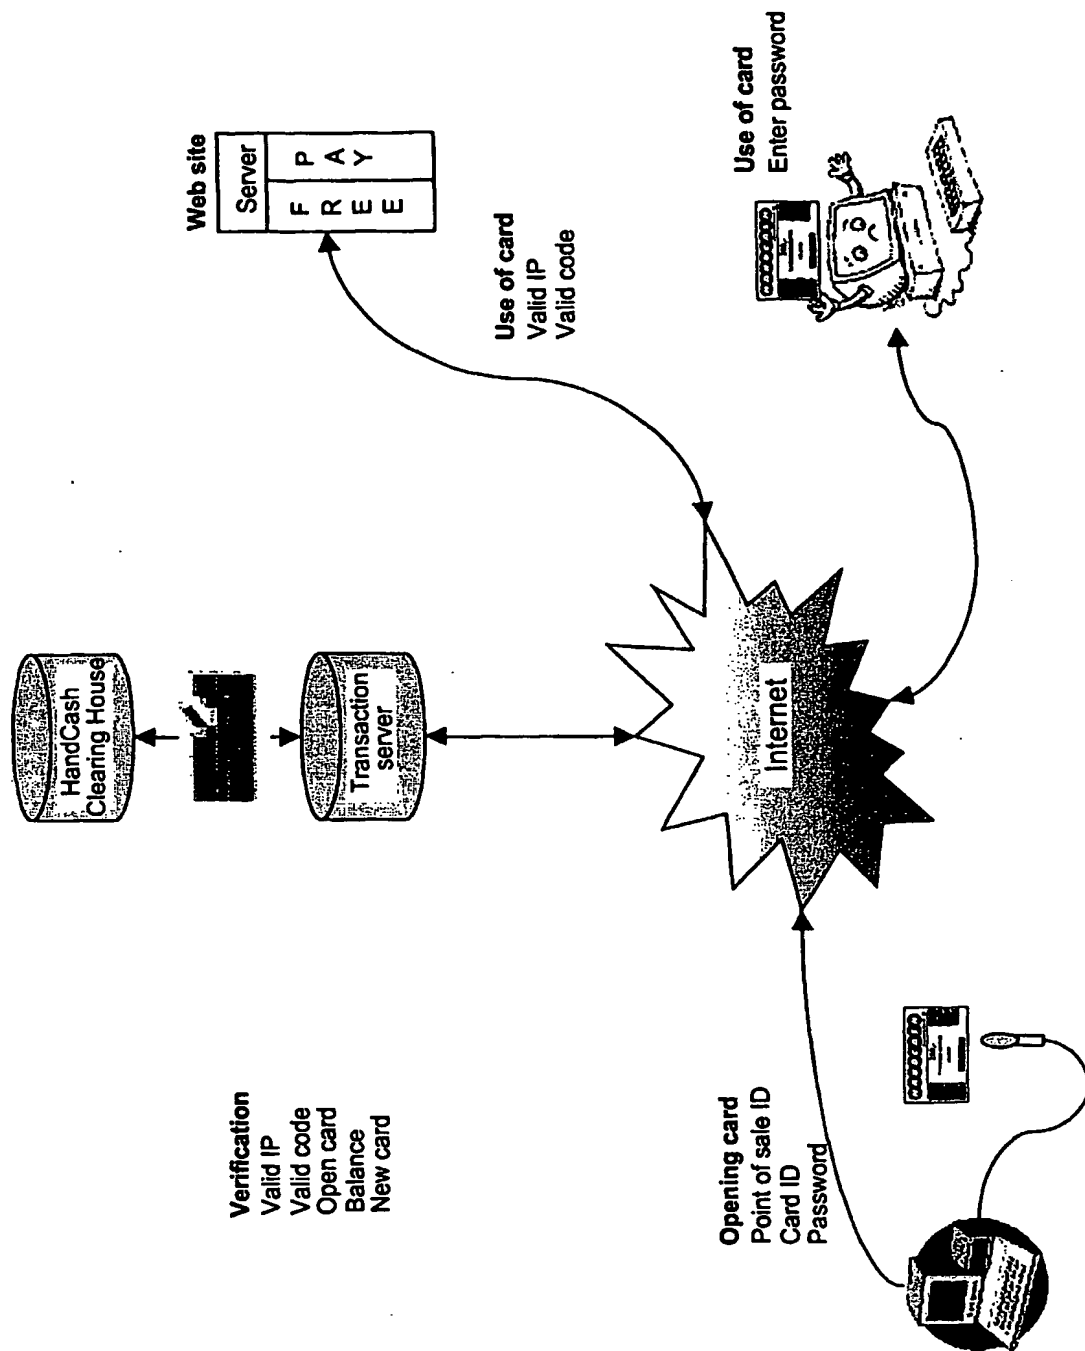 HandCash
Clearing House
Transaction
server
Web site
Server
F R E E
P A Y
Use of card
Valid IP
Valid code
Verification
Valid IP
Valid code
Open card
Balance
New card
Internet
Opening card
Point of sale ID
Card ID
Password
Use of card
Enter password